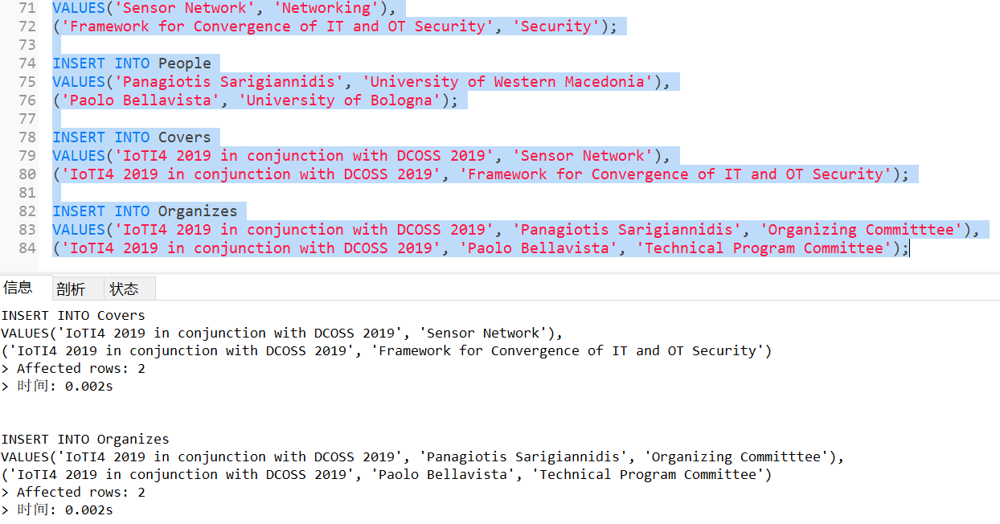 71 VALUES('Sensor Network', 'Networking'),
72 ('Framework for Convergence of IT and OT Security', 'Security');
73
74 INSERT INTO People
75 VALUES('Panagiotis Sarigiannidis', 'University of Western Macedonia'),
76 ('Paolo Bellavista', 'University of Bologna');
77
78 INSERT INTO Covers
79 VALUES('IoTI4 2019 in conjunction with DCOSS 2019', 'Sensor Network'),
80 ('IoTI4 2019 in conjunction with DCOSS 2019', 'Framework for Convergence of IT and OT Security');
81
82 INSERT INTO Organizes
83 VALUES('IoTI4 2019 in conjunction with DCOSS 2019', 'Panagiotis Sarigiannidis', 'Organizing Committtee'),
84 ('IoTI4 2019 in conjunction with DCOSS 2019', 'Paolo Bellavista', 'Technical Program Committee');
信息 剖析 状态
INSERT INTO Covers
VALUES('IoTI4 2019 in conjunction with DCOSS 2019', 'Sensor Network'),
('IoTI4 2019 in conjunction with DCOSS 2019', 'Framework for Convergence of IT and OT Security')
> Affected rows: 2
> 时间: 0.002s
INSERT INTO Organizes
VALUES('IoTI4 2019 in conjunction with DCOSS 2019', 'Panagiotis Sarigiannidis', 'Organizing Committtee'),
('IoTI4 2019 in conjunction with DCOSS 2019', 'Paolo Bellavista', 'Technical Program Committee')
> Affected rows: 2
> 时间: 0.002s